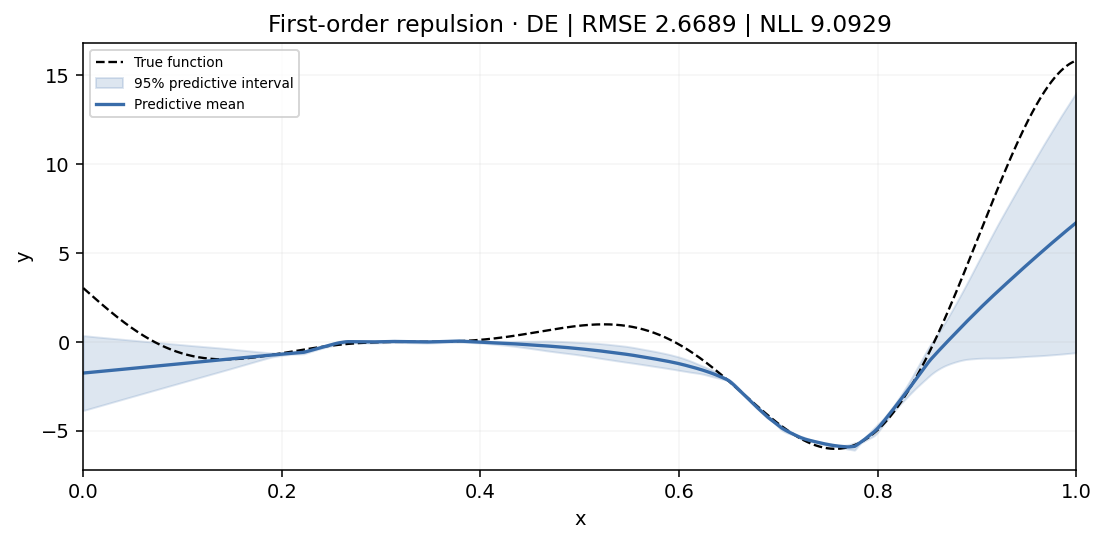 First-order repulsion · DE | RMSE 2.6689 | NLL 9.0929
True function
95% predictive interval
Predictive mean
15
10
5
0
−5
y
0.0 0.2 0.4 0.6 0.8 1.0
x